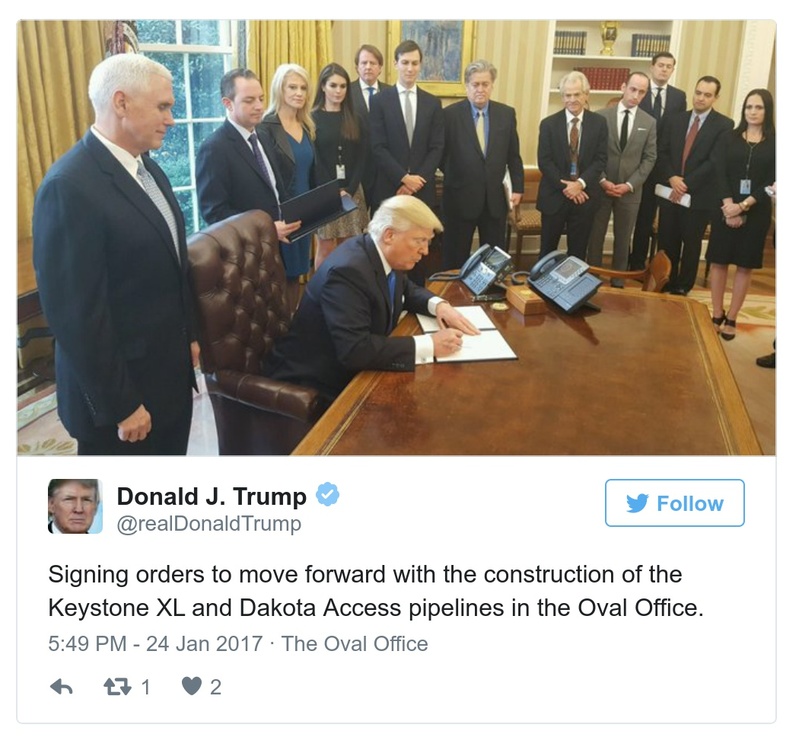 Donald J. Trump
@realDonaldTrump
Follow
Signing orders to move forward with the construction of the
Keystone XL and Dakota Access pipelines in the Oval Office.
5:49 PM - 24 Jan 2017 · The Oval Office
1 2